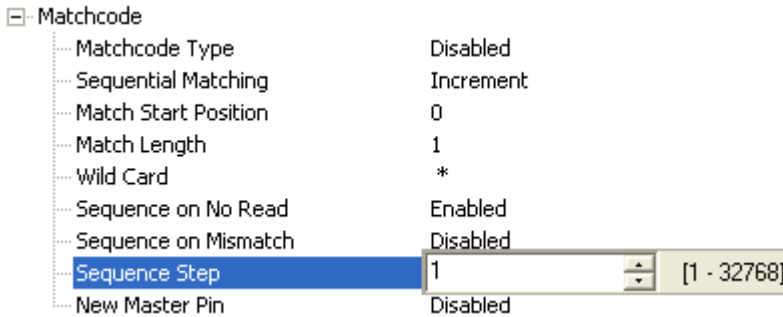 Matchcode
Matchcode Type Disabled
Sequential Matching Increment
Match Start Position 0
Match Length 1
Wild Card *
Sequence on No Read Enabled
Sequence on Mismatch Disabled
Sequence Step 1 [1 - 32768]
New Master Pin Disabled